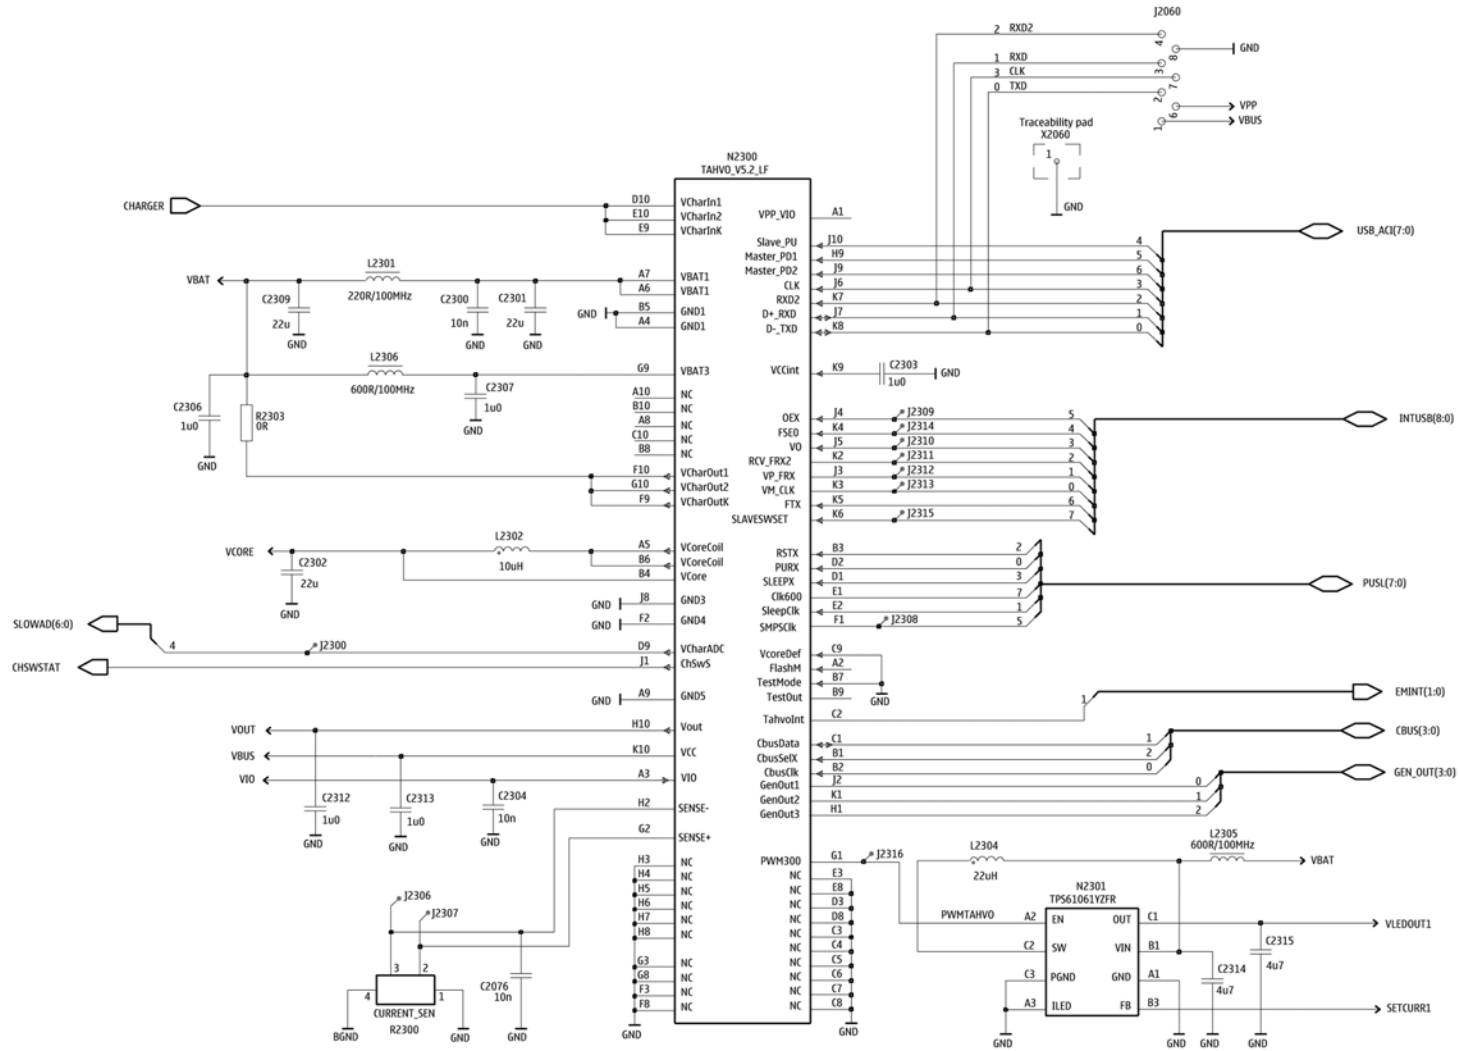 J2060
2 RXD2
4
8 GND
1 RXD
3
3 CLK
7
0 TXD
2
6 VPP
1 VBUS
Traceability pad
X2060
1
GND
N2300
TAHVO_V5.2_LF
CHARGER
D10 VCharIn1
E10 VCharIn2
E9 VCharInK
VPP_VIO A1
Slave_PU J10 4
Master_PD1 H9 5
Master_PD2 J9 6
CLK J6 3
RXD2 K7 2
D+_RXD J7 1
D-_TXD K8 0
USB_ACI(7:0)
VBAT
L2301
220R/100MHz
C2309
22u
GND
C2300
10n
GND
C2301
22u
GND
A7 VBAT1
A6 VBAT1
GND
B5 GND1
A4 GND1
L2306
600R/100MHz
G9 VBAT3
C2307
1u0
GND
C2306
1u0
GND
R2303
0R
VCCint K9
C2303
1u0
GND
A10 NC
B10 NC
A8 NC
C10 NC
B8 NC
F10 VCharOut1
G10 VCharOut2
F9 VCharOutK
OEX J4 J2309 5
FSE0 K4 J2314 4
VO J5 J2310 3
RCV_FRX2 K2 J2311 2
VP_FRX J3 J2312 1
VM_CLK K3 J2313 0
FTX K5 6
SLAVESWSET K6 J2315 7
INTUSB(8:0)
VCORE
C2302
22u
GND
L2302
10uH
A5 VCoreCoil
B6 VCoreCoil
B4 VCore
GND J8 GND3
GND F2 GND4
RSTX B3 2
PURX D2 0
SLEEPX D1 3
Clk600 E1 7
SleepClk E2 1
SMPSClk F1 J2308 5
PUSL(7:0)
SLOWAD(6:0)
4
J2300
D9 VCharADC
CHSWSTAT
J1 ChSwS
VcoreDef C9
FlashM A2
TestMode B7
TestOut B9
GND
GND A9 GND5
TahvoInt C2
1
EMINT(1:0)
VOUT H10 Vout
VBUS K10 VCC
VIO A3 VIO
CbusData C1 1
CbusSelX B1 2
CbusClk B2 0
CBUS(3:0)
GenOut1 J2 0
GenOut2 K1 1
GenOut3 H1 2
GEN_OUT(3:0)
C2312
1u0
GND
C2313
1u0
GND
C2304
10n
GND
H2 SENSE-
G2 SENSE+
H3 NC
H4 NC
H5 NC
H6 NC
H7 NC
H8 NC
G3 NC
G8 NC
F3 NC
F8 NC
GND
PWM300 G1 J2316
NC E3
NC E8
NC D3
NC D8
NC C3
NC C4
NC C5
NC C6
NC C7
NC C8
GND
J2306
J2307
3 2
4 1
CURRENT_SEN
R2300
BGND
GND
C2076
10n
GND
L2304
22uH
L2305
600R/100MHz
VBAT
N2301
TPS61061YZFR
PWMTAHVO
A2 EN OUT C1
C2 SW VIN B1
C3 PGND GND A1
A3 ILED FB B3
VLEDOUT1
C2315
4u7
C2314
4u7
SETCURR1
GND
GND
GND
GND